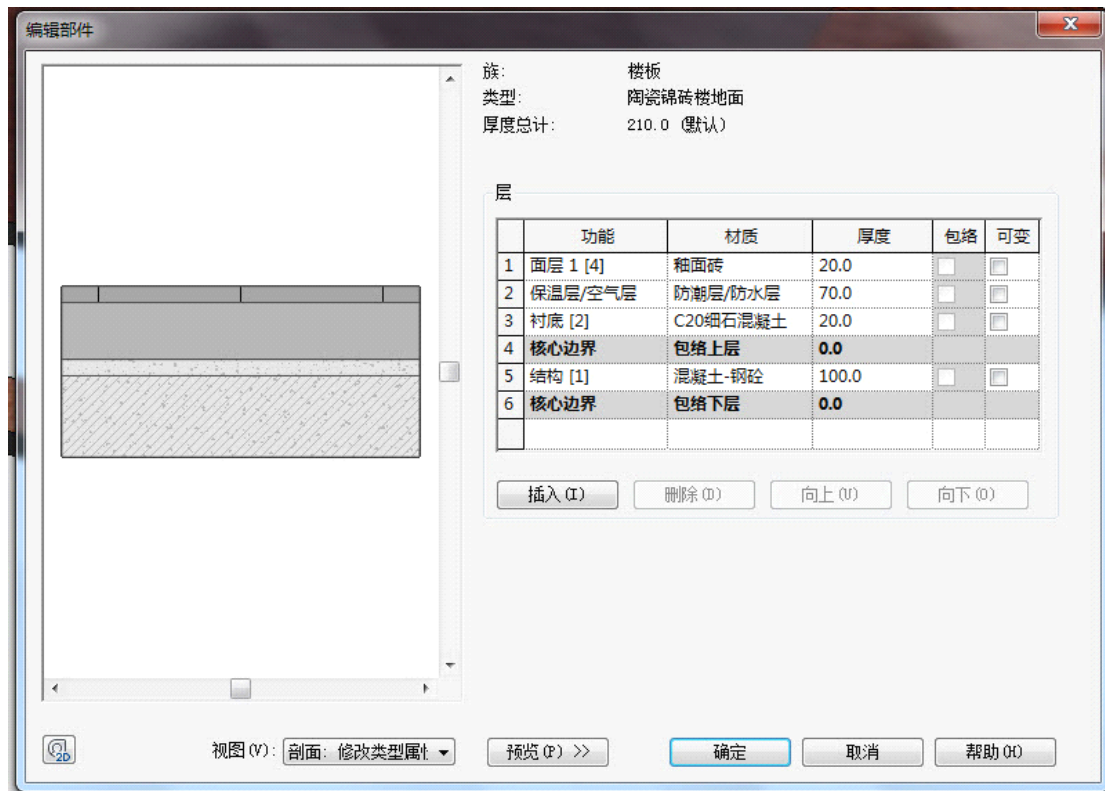 编辑部件
族: 楼板
类型: 陶瓷锦砖楼地面
厚度总计: 210.0 (默认)
层
功能 材质 厚度 包络 可变
1 面层 1 [4] 釉面砖 20.0
2 保温层/空气层 防潮层/防水层 70.0
3 衬底 [2] C20细石混凝土 20.0
4 核心边界 包络上层 0.0
5 结构 [1] 混凝土-钢砼 100.0
6 核心边界 包络下层 0.0
插入(I) 删除(D) 向上(U) 向下(O)
2D 视图(V): 剖面: 修改类型属性 预览(P) >> 确定 取消 帮助(H)